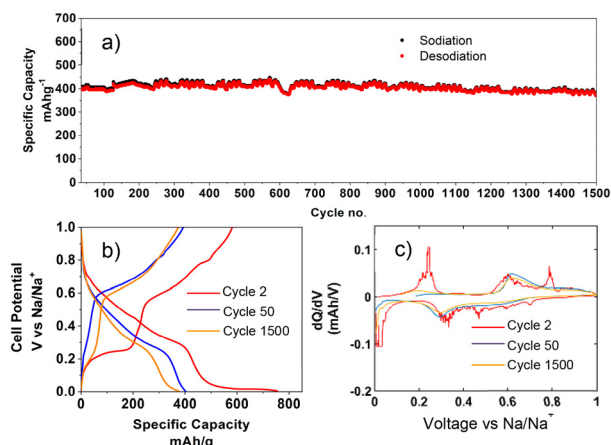 a)
Sodiation
Desodiation
Specific Capacity
mAhg⁻¹
700
600
500
400
300
200
100
0
100 200 300 400 500 600 700 800 900 1000 1100 1200 1300 1400 1500
Cycle no.
b)
Cell Potential
V vs Na/Na⁺
1.0
0.8
0.6
0.4
0.2
0.0
Cycle 2
Cycle 50
Cycle 1500
0 200 400 600 800
Specific Capacity
mAh/g
c)
dQ/dV
(mAh/V)
0.1
0
-0.1
Cycle 2
Cycle 50
Cycle 1500
0 0.2 0.4 0.6 0.8 1
Voltage vs Na/Na⁺